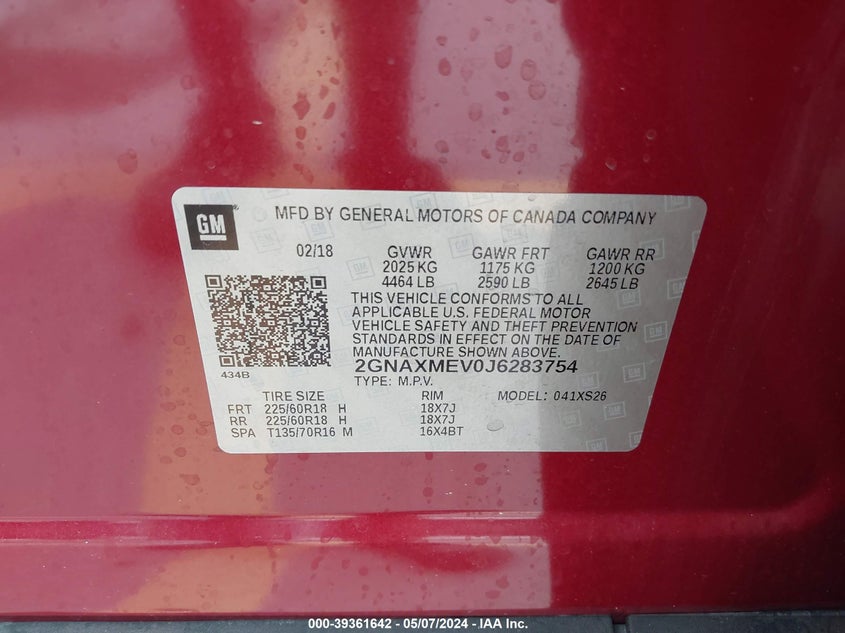 GM MFD BY GENERAL MOTORS OF CANADA COMPANY
02/18 GVWR GAWR FRT GAWR RR
2025 KG 1175 KG 1200 KG
4464 LB 2590 LB 2645 LB
THIS VEHICLE CONFORMS TO ALL
APPLICABLE U.S. FEDERAL MOTOR
VEHICLE SAFETY AND THEFT PREVENTION
STANDARDS IN EFFECT ON THE DATE OF
MANUFACTURE SHOWN ABOVE.
434B 2GNAXMEV0J6283754
TYPE: M.P.V.
TIRE SIZE RIM MODEL: 041XS26
FRT 225/60R18 H 18X7J
RR 225/60R18 H 18X7J
SPA T135/70R16 M 16X4BT
000-39361642 - 05/07/2024 - IAA Inc.